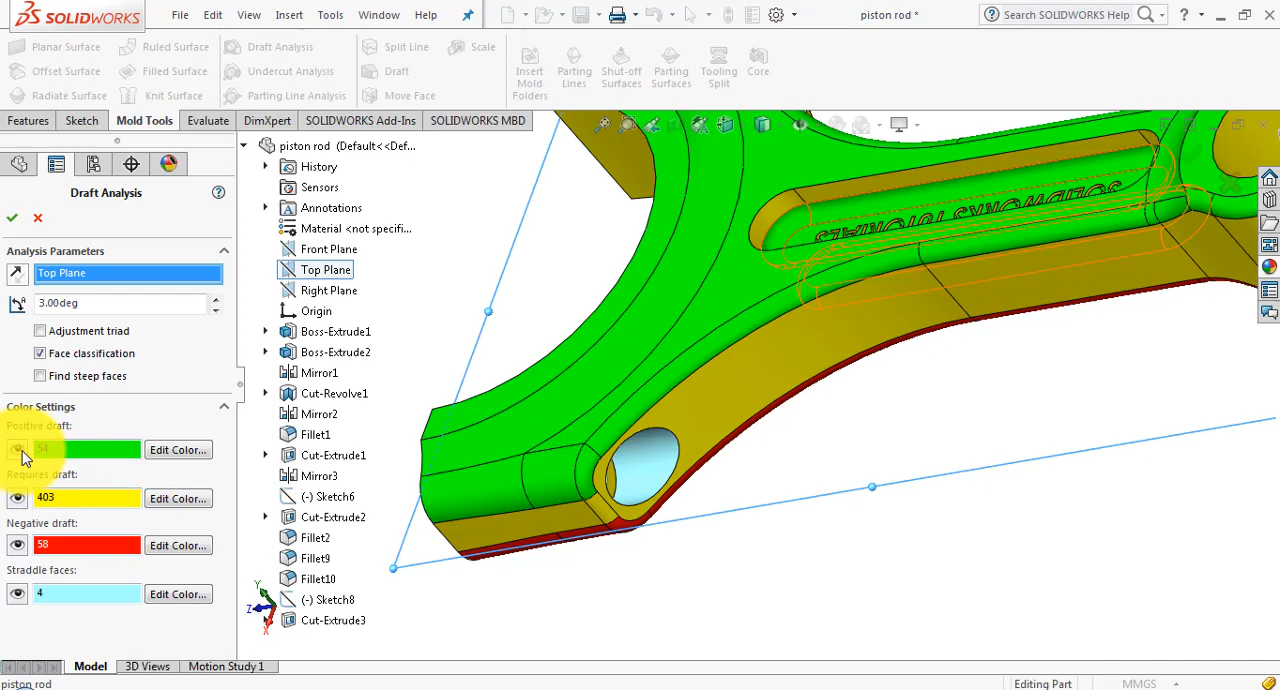 SOLIDWORKS File Edit View Insert Tools Window Help piston rod * Search SOLIDWORKS Help ?
Planar Surface Ruled Surface Draft Analysis Split Line Scale
Offset Surface Filled Surface Undercut Analysis Draft
Radiate Surface Knit Surface Parting Line Analysis Move Face
Insert Mold Folders Parting Lines Shut-off Surfaces Parting Surfaces Tooling Split Core
Features Sketch Mold Tools Evaluate DimXpert SOLIDWORKS Add-Ins SOLIDWORKS MBD
Draft Analysis ?
Analysis Parameters
Top Plane
3.00deg
Adjustment triad
Face classification
Find steep faces
Color Settings
Positive draft:
54 Edit Color...
Requires draft:
403 Edit Color...
Negative draft:
58 Edit Color...
Straddle faces:
4 Edit Color...
piston rod (Default<<Def...
History
Sensors
Annotations
Material <not specifi...
Front Plane
Top Plane
Right Plane
Origin
Boss-Extrude1
Boss-Extrude2
Mirror1
Cut-Revolve1
Mirror2
Fillet1
Cut-Extrude1
Mirror3
(-) Sketch6
Cut-Extrude2
Fillet2
Fillet9
Fillet10
(-) Sketch8
Cut-Extrude3
SOLIDWORKS TUTORIALS
Y
Z
X
Model 3D Views Motion Study 1
piston rod Editing Part MMGS